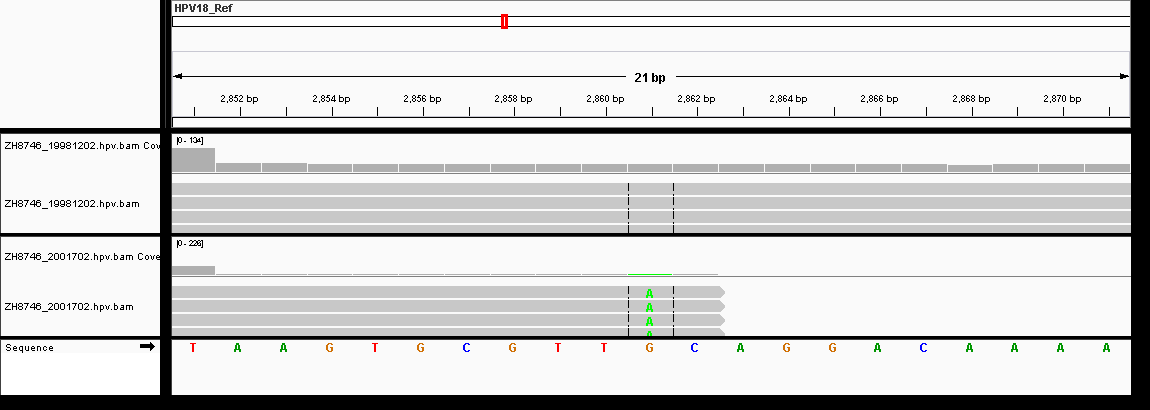 HPV18_Ref
21 bp
2,852 bp 2,854 bp 2,856 bp 2,858 bp 2,860 bp 2,862 bp 2,864 bp 2,866 bp 2,868 bp 2,870 bp
[0 - 134]
ZH8746_19981202.hpv.bam Cov
ZH8746_19981202.hpv.bam
[0 - 226]
ZH8746_2001702.hpv.bam Cove
A
ZH8746_2001702.hpv.bam
A
A
A
Sequence T A A G T G C G T T G C A G G A C A A A A